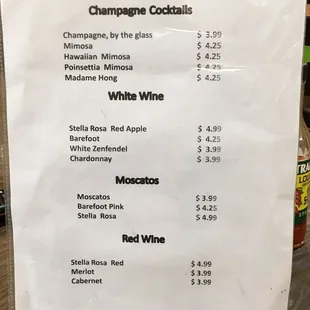 Champagne Cocktails
Champagne, by the glass $ 3.99
Mimosa $ 4.25
Hawaiian Mimosa $ 4.25
Poinsettia Mimosa $ 4.25
Madame Hong $ 4.25
White Wine
Stella Rosa Red Apple $ 4.99
Barefoot $ 4.25
White Zenfendel $ 3.99
Chardonnay $ 3.99
Moscatos
Moscatos $ 3.99
Barefoot Pink $ 4.25
Stella Rosa $ 4.99
Red Wine
Stella Rosa Red $ 4.99
Merlot $ 3.99
Cabernet $ 3.99